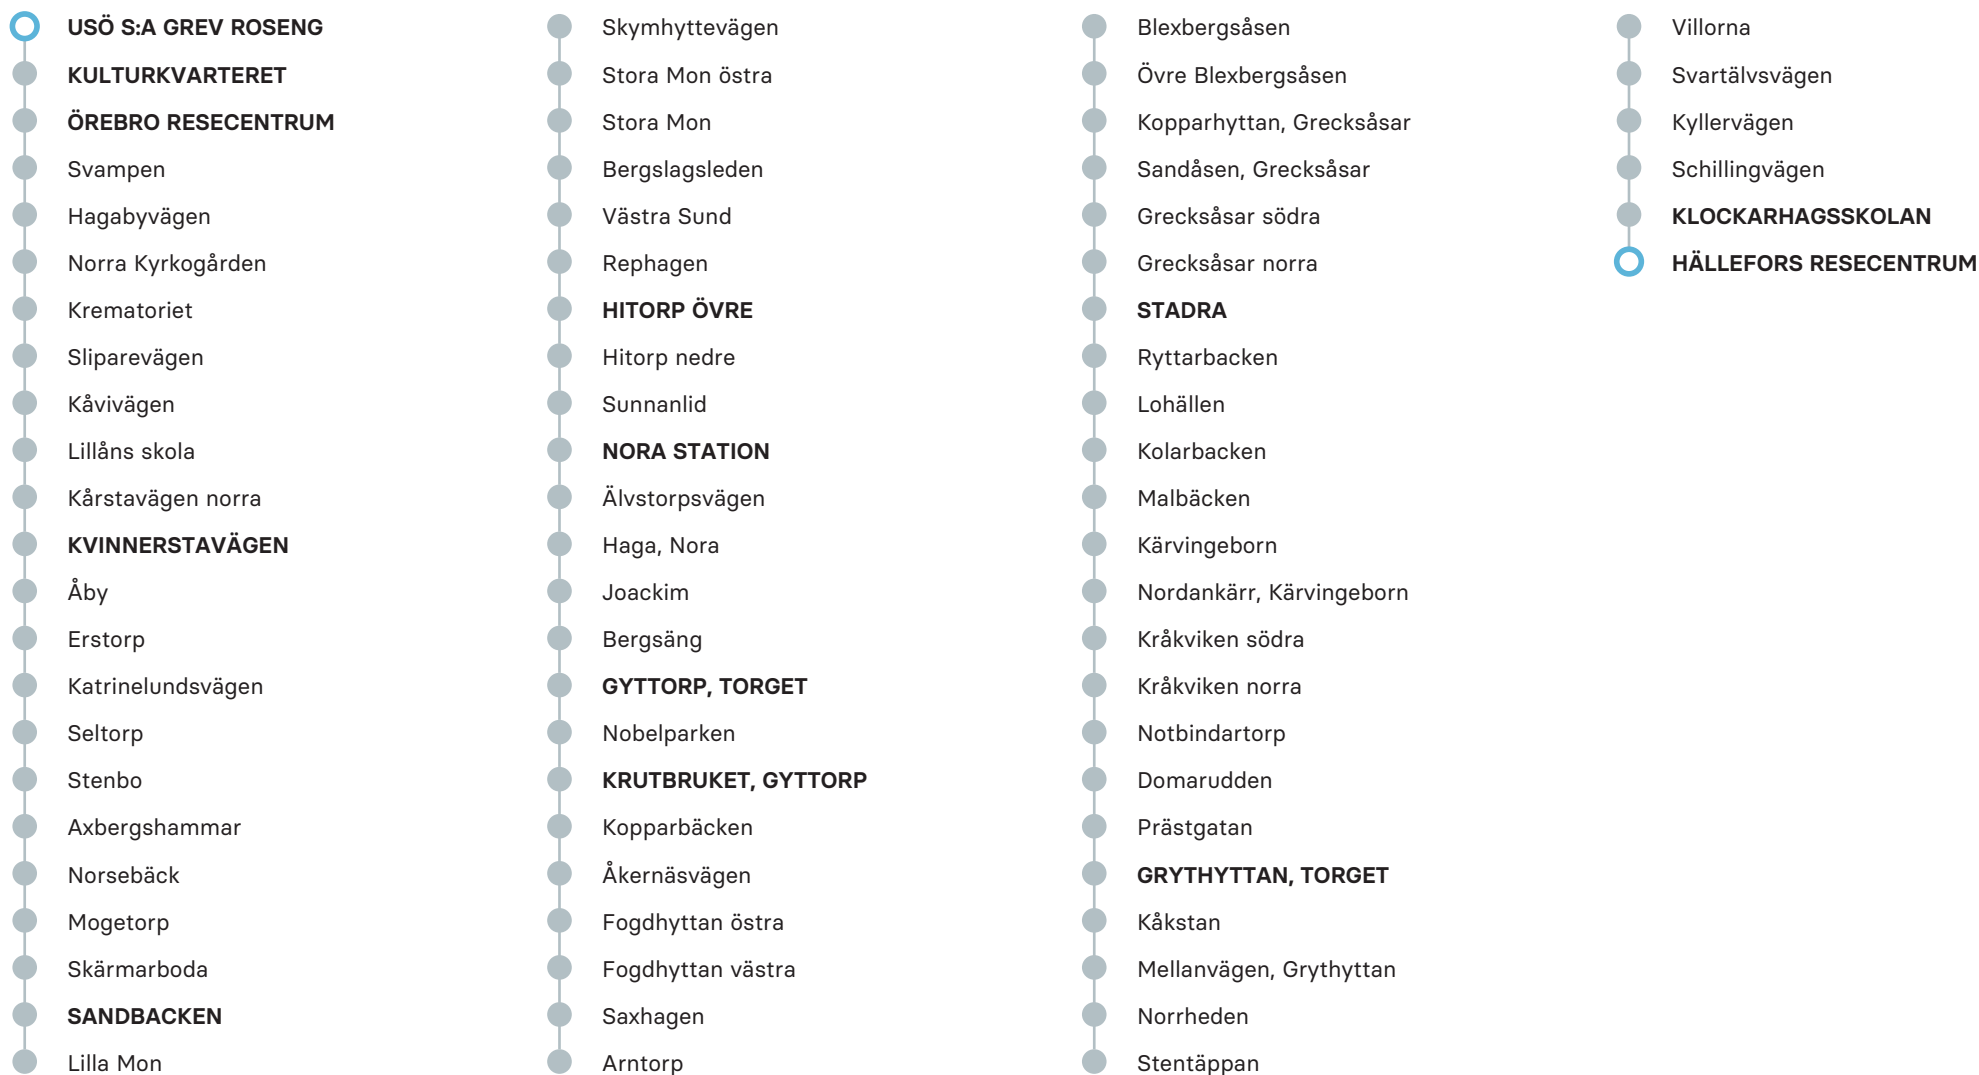 USÖ S:A GREV ROSENG
KULTURKVARTERET
ÖREBRO RESECENTRUM
Svampen
Hagabyvägen
Norra Kyrkogården
Krematoriet
Sliparevägen
Kåvivägen
Lillåns skola
Kårstavägen norra
KVINNERSTAVÄGEN
Åby
Erstorp
Katrinelundsvägen
Seltorp
Stenbo
Axbergshammar
Norsebäck
Mogetorp
Skärmarboda
SANDBACKEN
Lilla Mon
Skymhyttevägen
Stora Mon östra
Stora Mon
Bergslagsleden
Västra Sund
Rephagen
HITORP ÖVRE
Hitorp nedre
Sunnanlid
NORA STATION
Älvstorpsvägen
Haga, Nora
Joackim
Bergsäng
GYTTORP, TORGET
Nobelparken
KRUTBRUKET, GYTTORP
Kopparbäcken
Åkernäsvägen
Fogdhyttan östra
Fogdhyttan västra
Saxhagen
Arntorp
Blexbergsåsen
Övre Blexbergsåsen
Kopparhyttan, Grecksåsar
Sandåsen, Grecksåsar
Grecksåsar södra
Grecksåsar norra
STADRA
Ryttarbacken
Lohällen
Kolarbacken
Malbäcken
Kärvingeborn
Nordankärr, Kärvingeborn
Kråkviken södra
Kråkviken norra
Notbindartorp
Domarudden
Prästgatan
GRYTHYTTAN, TORGET
Kåkstan
Mellanvägen, Grythyttan
Norrheden
Stentäppan
Villorna
Svartälvsvägen
Kyllervägen
Schillingvägen
KLOCKARHAGSSKOLAN
HÄLLEFORS RESECENTRUM